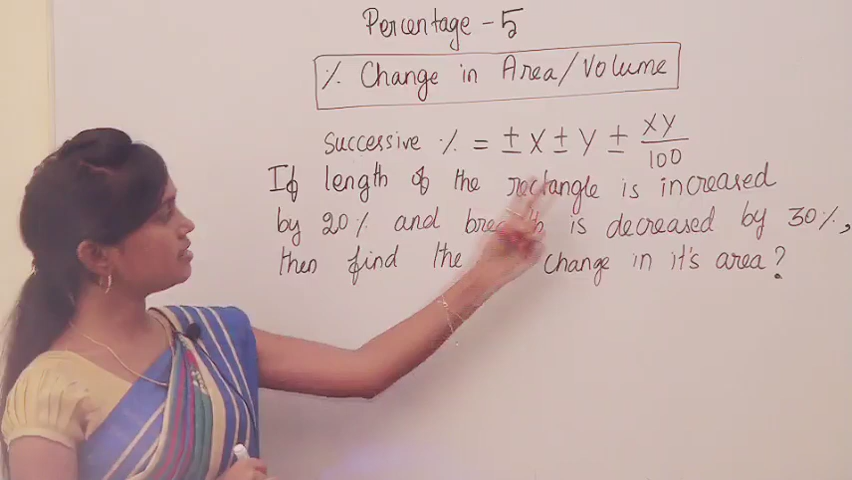 Percentage - 5
% Change in Area/Volume
Successive % = ± X ± Y ± XY/100
If length of the rectangle is increased
by 20% and breadth is decreased by 30%,
then find the change in it's area?